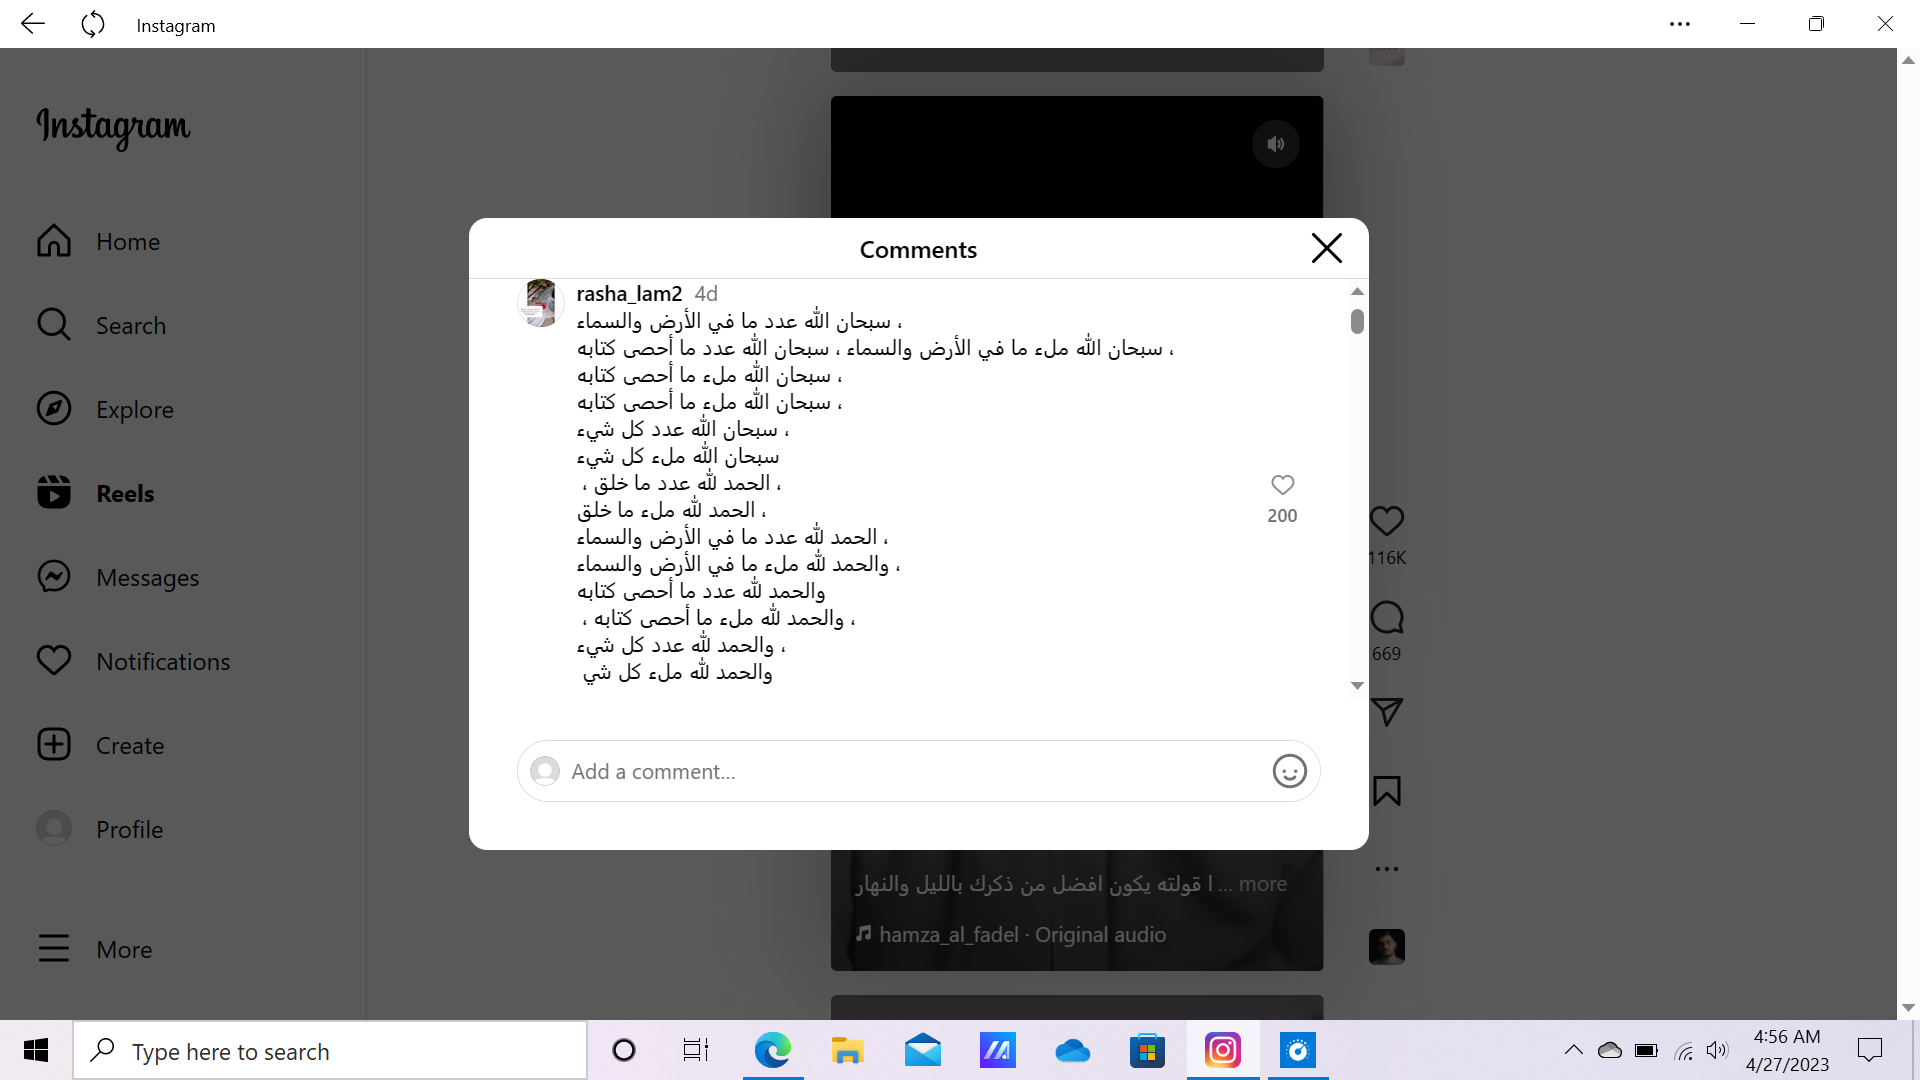 Instagram
Instagram
Home
Search
Explore
Reels
Messages
Notifications
Profile
Create
More
Comments
rasha_lam2 4d
سبحان الله عدد ما في الأرض والسماء ،
سبحان الله ملء ما في الأرض والسماء ، سبحان الله عدد ما أحصى كتابه ،
سبحان الله ملء ما أحصى كتابه ،
سبحان الله ملء ما أحصى كتابه ،
سبحان الله عدد كل شيء ،
سبحان الله ملء كل شيء
، الحمد لله عدد ما خلق ،
، الحمد لله ملء ما خلق
، الحمد لله عدد ما في الأرض والسماء
، والحمد لله ملء ما في الأرض والسماء
والحمد لله عدد ما أحصى كتابه
، والحمد لله ملء ما أحصى كتابه ،
، والحمد لله عدد كل شيء
والحمد لله ملء كل شي
200
Add a comment...
116K
669
ا قولته يكون افضل من ذكرك بالليل والنهار ... more
hamza_al_fadel · Original audio
Type here to search
4:56 AM
4/27/2023